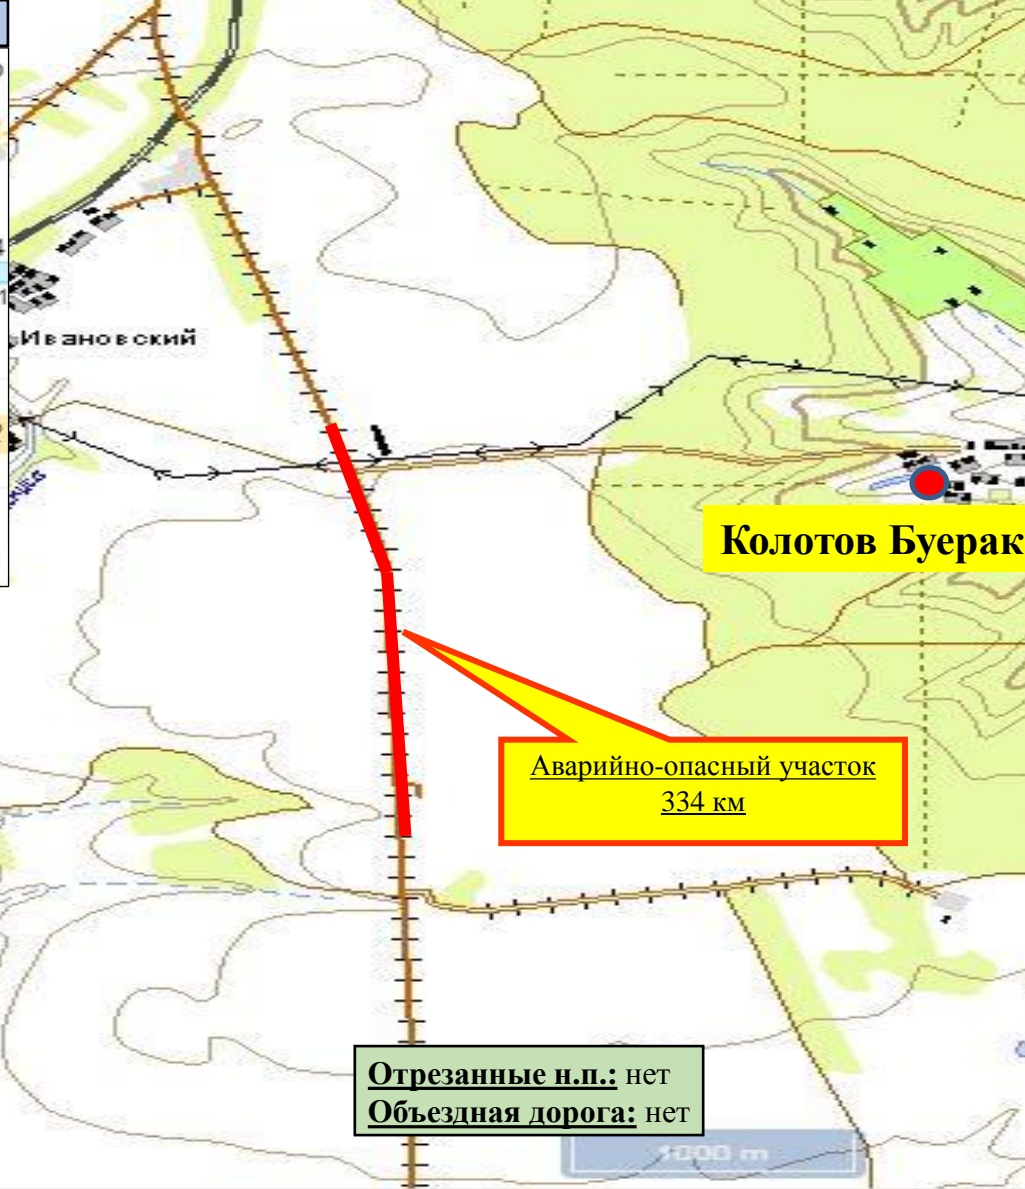 Ивановский
Колотов Буерак
Аварийно-опасный участок
334 км
Отрезанные н.п.: нет
Объездная дорога: нет
1000 m